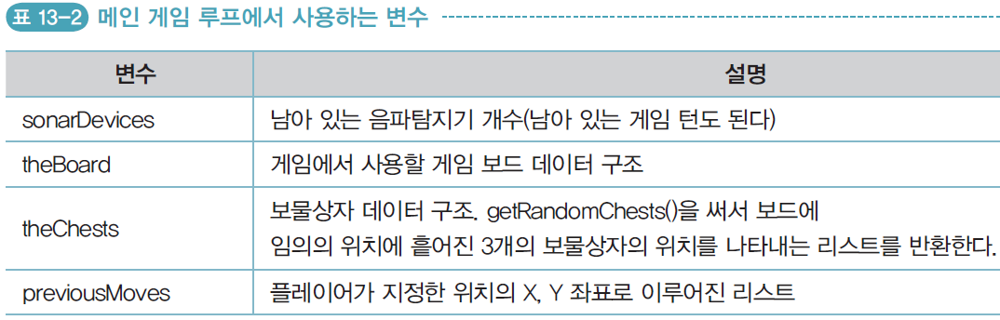 표 13-2 메인 게임 루프에서 사용하는 변수
변수 설명
sonarDevices 남아 있는 음파탐지기 개수(남아 있는 게임 턴도 된다)
theBoard 게임에서 사용할 게임 보드 데이터 구조
theChests 보물상자 데이터 구조. getRandomChests()을 써서 보드에
임의의 위치에 흩어진 3개의 보물상자의 위치를 나타내는 리스트를 반환한다.
previousMoves 플레이어가 지정한 위치의 X, Y 좌표로 이루어진 리스트